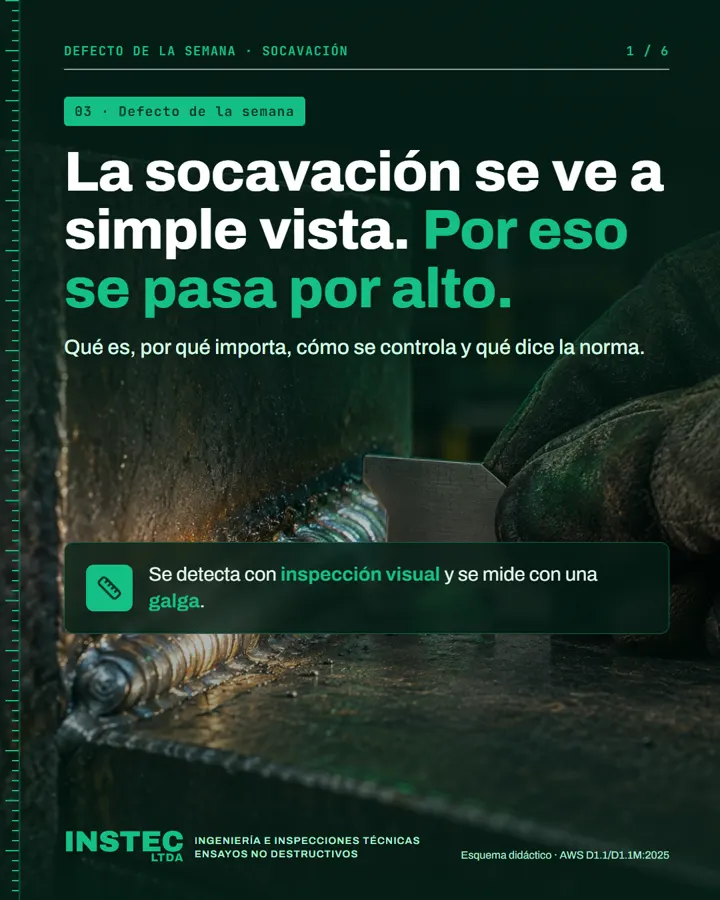 DEFECTO DE LA SEMANA · SOCAVACIÓN
1 / 6
03 · Defecto de la semana
La socavación se ve a
simple vista. Por eso
se pasa por alto.
Qué es, por qué importa, cómo se controla y qué dice la norma.
Se detecta con inspección visual y se mide con una
galga.
INSTEC
LTDA
INGENIERÍA E INSPECCIONES TÉCNICAS
ENSAYOS NO DESTRUCTIVOS
Esquema didáctico · AWS D1.1/D1.1M:2025